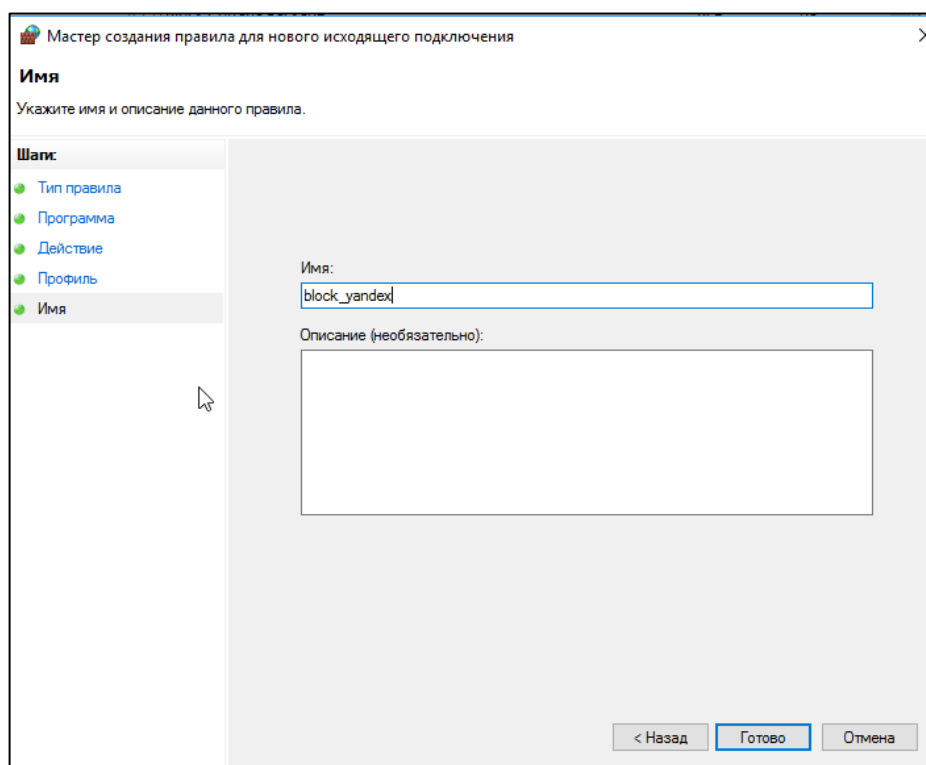 Мастер создания правила для нового исходящего подключения
Имя
Укажите имя и описание данного правила.
Шаги:
Тип правила
Программа
Действие
Профиль
Имя
Имя:
block_yandex
Описание (необязательно):
< Назад
Готово
Отмена